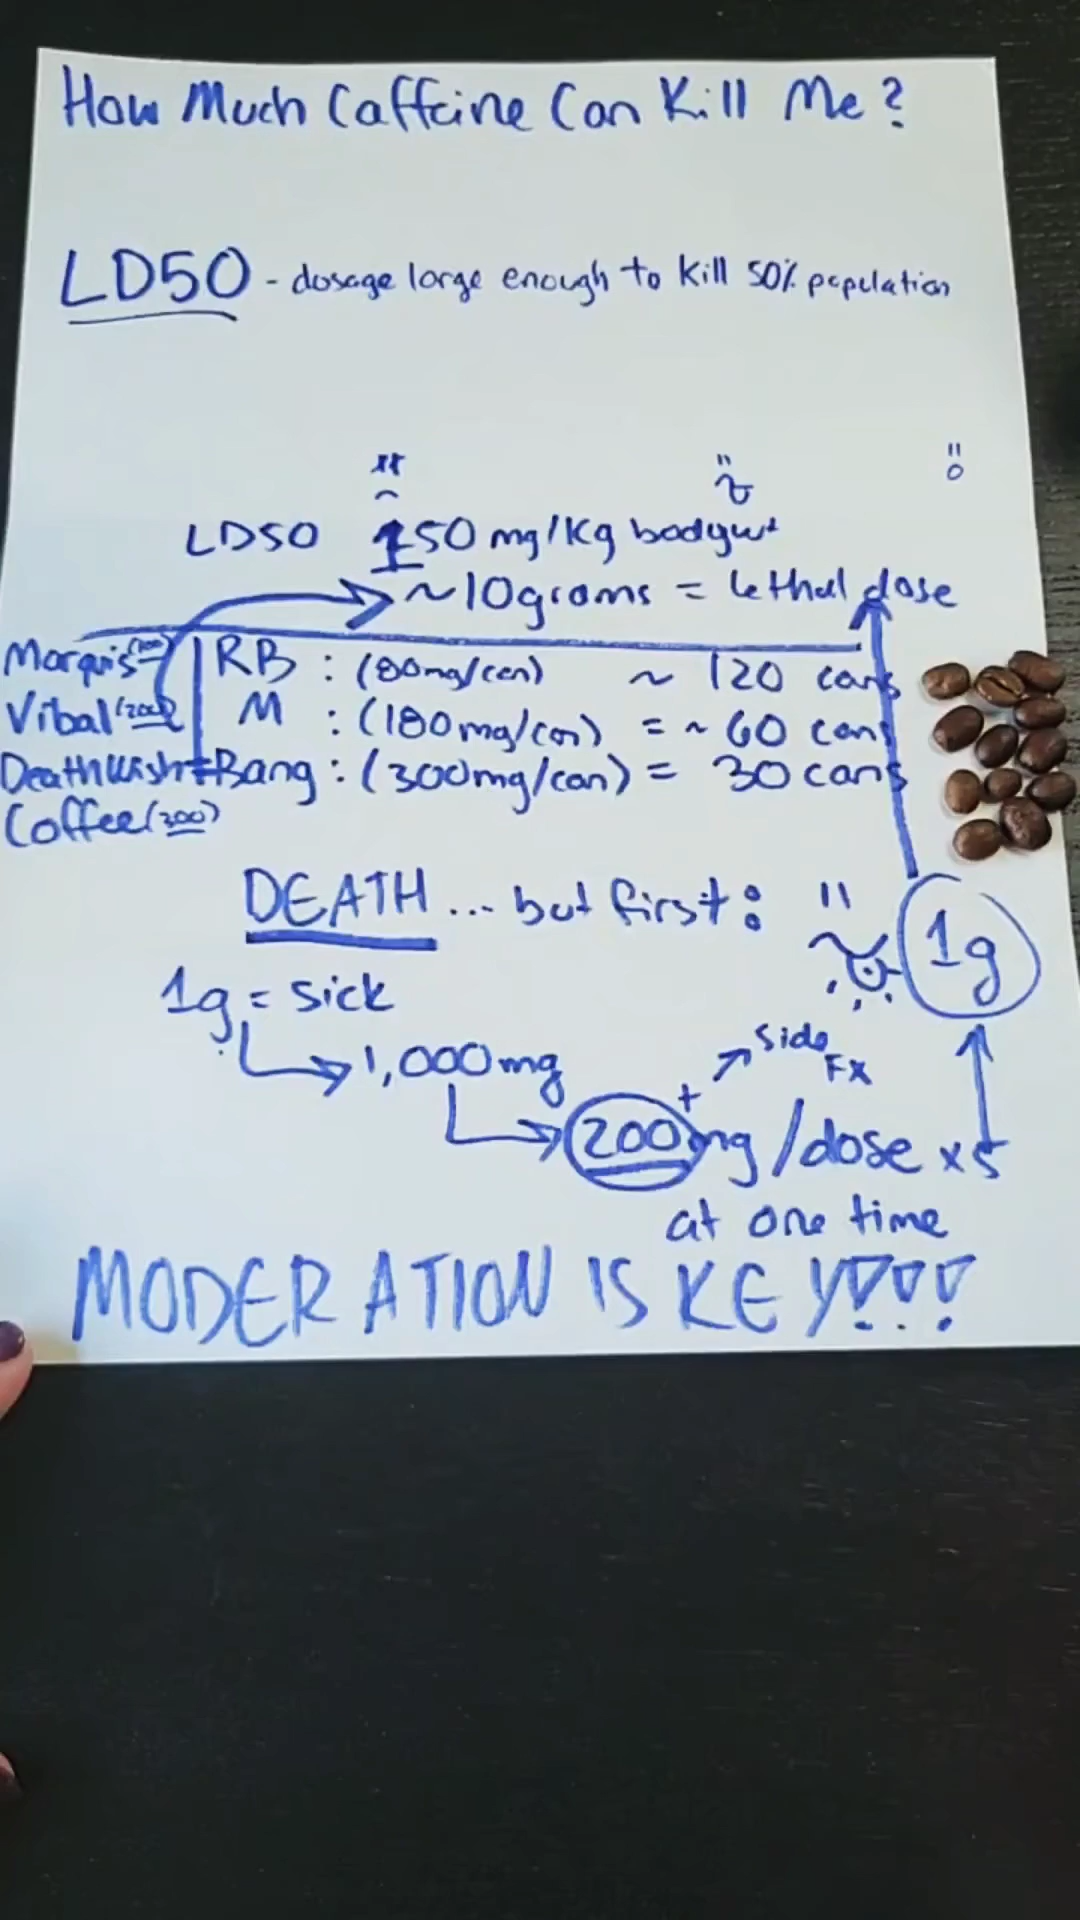 How Much Caffeine Can Kill Me?
LD50 - dosage large enough to kill 50% population
LD50 150 mg/kg bodywt
~10grams = lethal dose
Marquis RB : (80mg/can) ~ 120 cans
Vibal (200) M : (180mg/can) = ~ 60 cans
DeathWish = Bang : (300mg/can) = 30 cans
Coffee (300)
DEATH ... but first:
1g
1g = sick
1,000mg
side FX
200+mg/dose x5
at one time
MODERATION IS KEY!!!